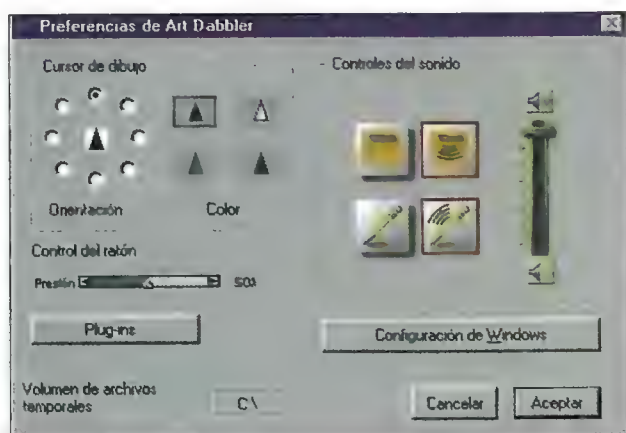 Preferencias de Art Dabbler
Cursor de dibujo
Controles del sonido
Orientación
Color
Control del ratón
Presión
50%
Plug-ins
Configuración de Windows
Volumen de archivos
temporales
C:\
Cancelar
Aceptar